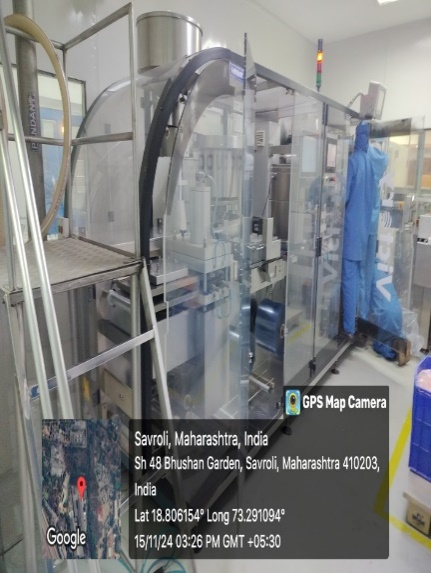 PENDANT
GPS Map Camera
Savroli, Maharashtra, India
Sh 48 Bhushan Garden, Savroli, Maharashtra 410203,
India
Lat 18.806154° Long 73.291094°
15/11/24 03:26 PM GMT +05:30
Google